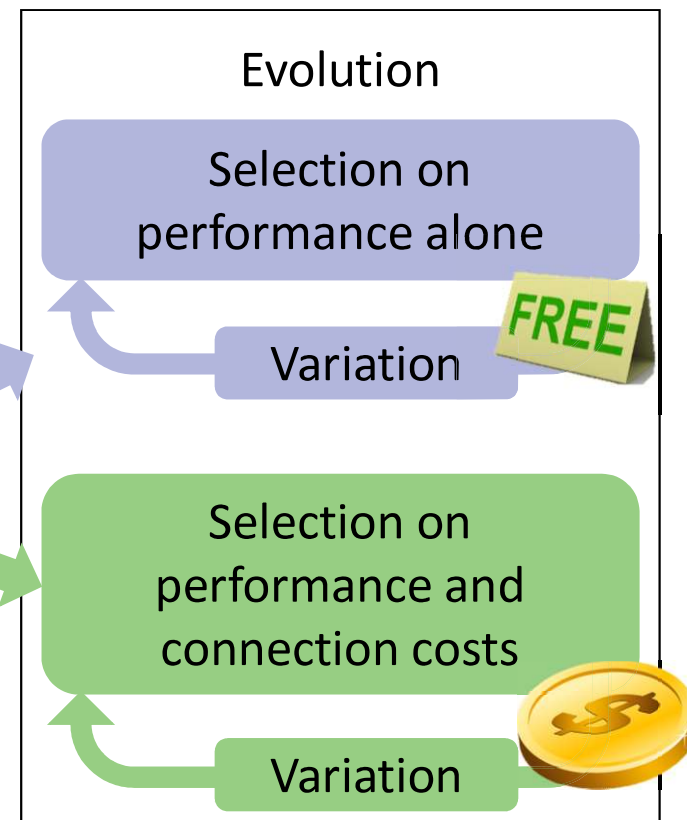 Evolution
Selection on
performance alone
FREE
Variation
Selection on
performance and
connection costs
$
Variation